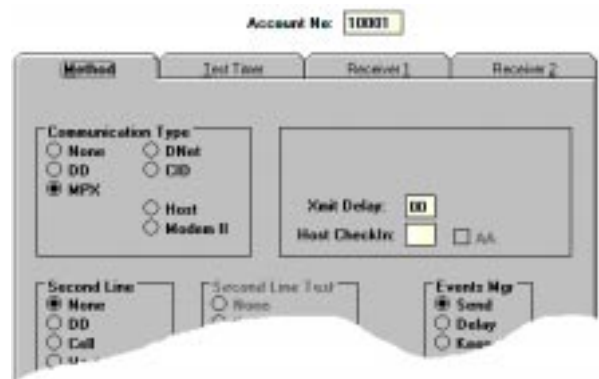 Account No: 10001
Method Test Timer Receiver 1 Receiver 2
Communication Type
None DNet
DD CID
MPX
Host
Modem II
Xmit Delay: 00
Host CheckIn: AA
Second Line
None
DD
Cell
Second Line Test
None
Events Mgr
Send
Delay
Keep